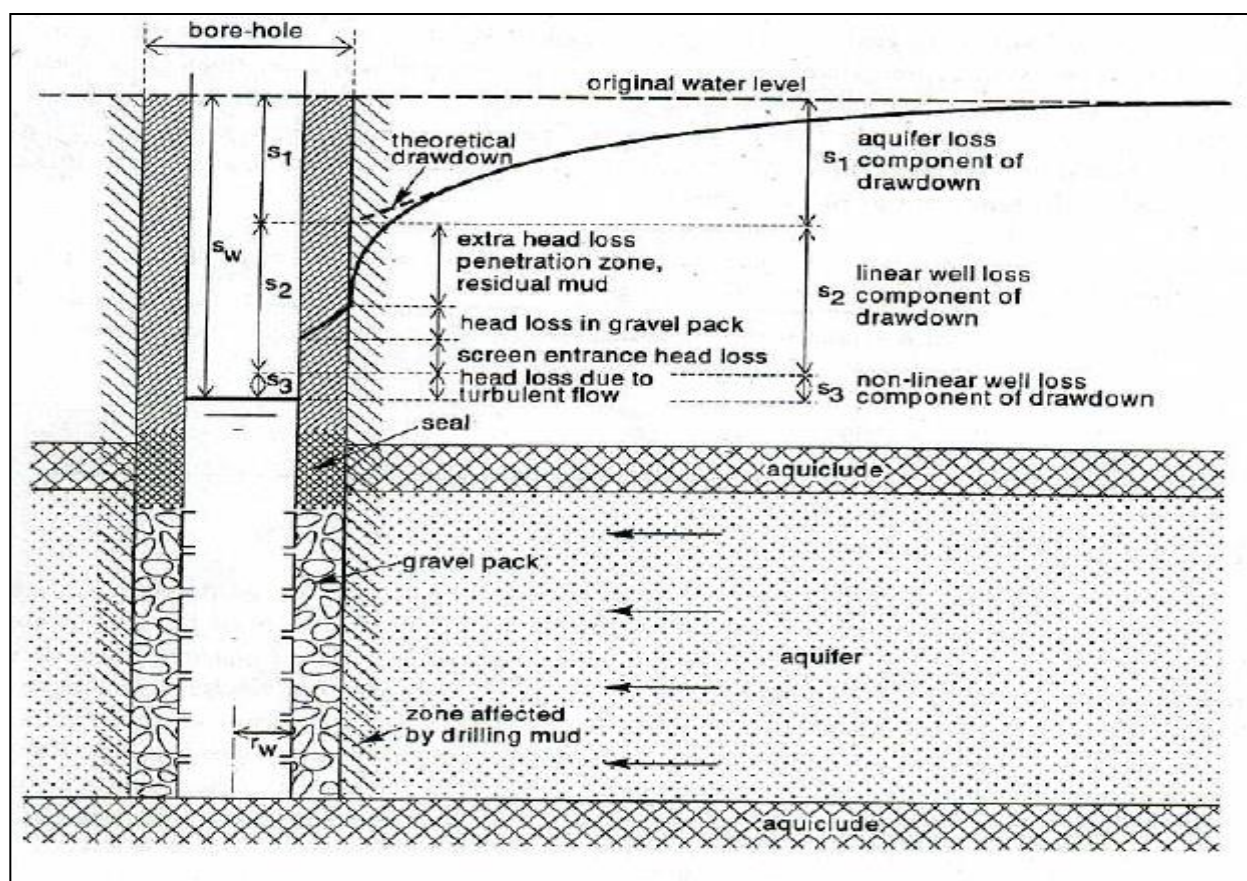 bore-hole
original water level
theoretical
drawdown
s1
aquifer loss
s1 component of
drawdown
sw
s2
extra head loss
penetration zone,
residual mud
linear well loss
s2 component of
drawdown
head loss in gravel pack
screen entrance head loss
s3
head loss due to
turbulent flow
non-linear well loss
s3 component of drawdown
seal
aquiclude
gravel pack
aquifer
zone affected
by drilling mud
rw
aquiclude